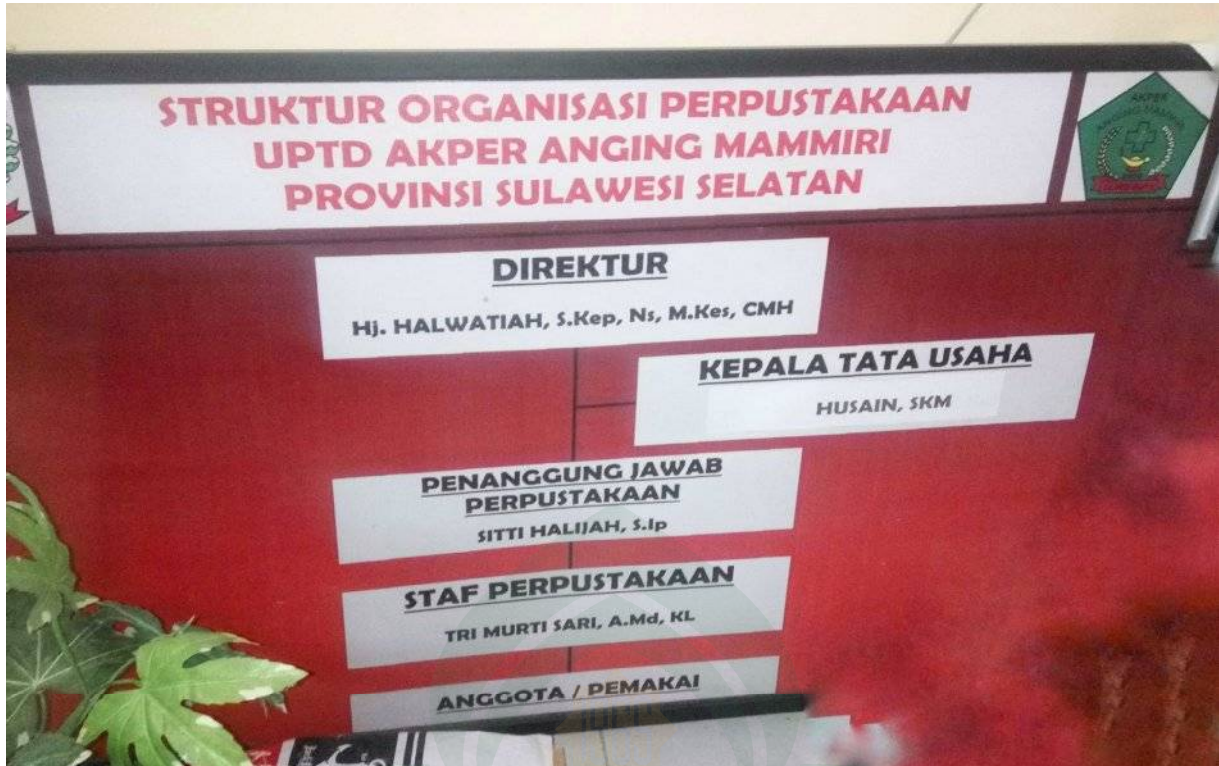 STRUKTUR ORGANISASI PERPUSTAKAAN
UPTD AKPER ANGING MAMMIRI
PROVINSI SULAWESI SELATAN
AKPER
DIREKTUR
Hj. HALWATIAH, S.Kep, Ns, M.Kes, CMH
KEPALA TATA USAHA
HUSAIN, SKM
PENANGGUNG JAWAB
PERPUSTAKAAN
SITTI HALIJAH, S.Ip
STAF PERPUSTAKAAN
TRI MURTI SARI, A.Md, KL
ANGGOTA / PEMAKAI